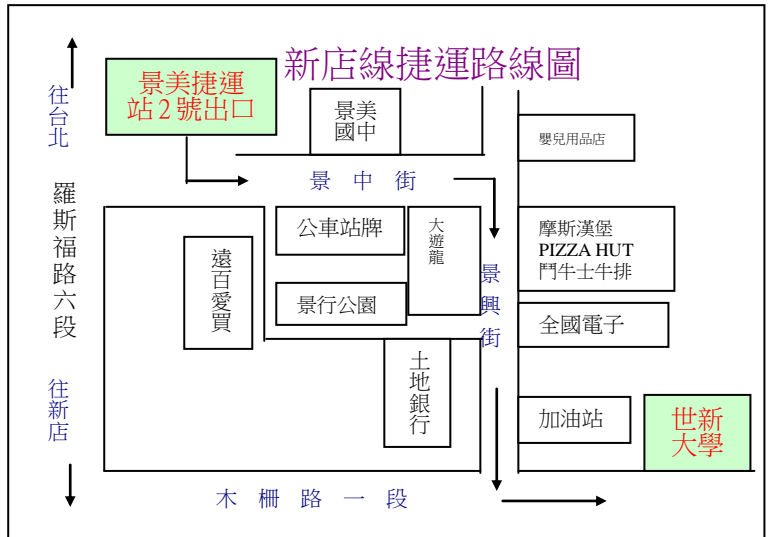 新店線捷運路線圖
往台北
景美捷運
站2號出口
景美
國中
嬰兒用品店
景中街
羅斯福路六段
公車站牌
大遊龍
摩斯漢堡
PIZZA HUT
鬥牛士牛排
遠百愛買
景行公園
景興街
全國電子
往新店
土地銀行
加油站
世新
大學
木柵路一段